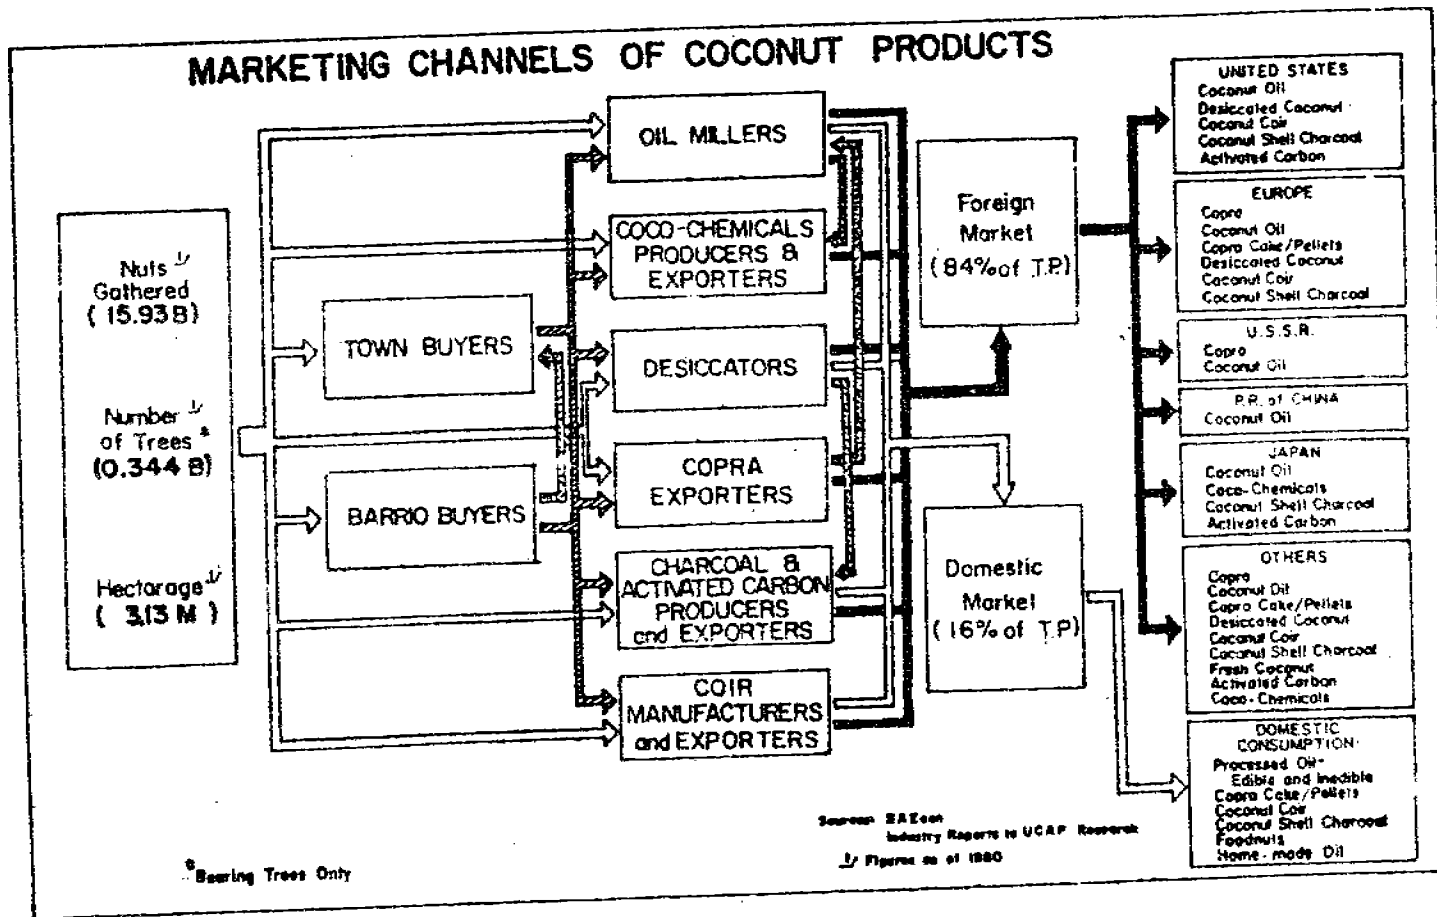 MARKETING CHANNELS OF COCONUT PRODUCTS
Nuts 1/
Gathered
( 15.93 B)
Number 1/
of Trees *
(0.344 B)
Hectarage 1/
( 3.13 M )
TOWN BUYERS
BARRIO BUYERS
OIL MILLERS
COCO-CHEMICALS
PRODUCERS &
EXPORTERS
DESICCATORS
COPRA
EXPORTERS
CHARCOAL &
ACTIVATED CARBON
PRODUCERS
and EXPORTERS
COIR
MANUFACTURERS
and EXPORTERS
Foreign
Market
(84% of T.P.)
Domestic
Market
(16% of T.P)
UNITED STATES
Coconut Oil
Desiccated Coconut
Coconut Coir
Coconut Shell Charcoal
Activated Carbon
EUROPE
Copra
Coconut Oil
Copra Cake/Pellets
Desiccated Coconut
Coconut Coir
Coconut Shell Charcoal
U.S.S.R.
Copra
Coconut Oil
P.R. of CHINA
Coconut Oil
JAPAN
Coconut Oil
Coco-Chemicals
Coconut Shell Charcoal
Activated Carbon
OTHERS
Copra
Coconut Oil
Copra Cake/Pellets
Desiccated Coconut
Coconut Coir
Coconut Shell Charcoal
Fresh Coconut
Activated Carbon
Coco-Chemicals
DOMESTIC
CONSUMPTION
Processed Oil-
Edible and Inedible
Copra Cake/Pellets
Coconut Coir
Coconut Shell Charcoal
Foodnuts
Home-made Oil
Sources: BAEcon
Industry Reports to UCAP Research
1/ Figures as of 1980
* Bearing Trees Only